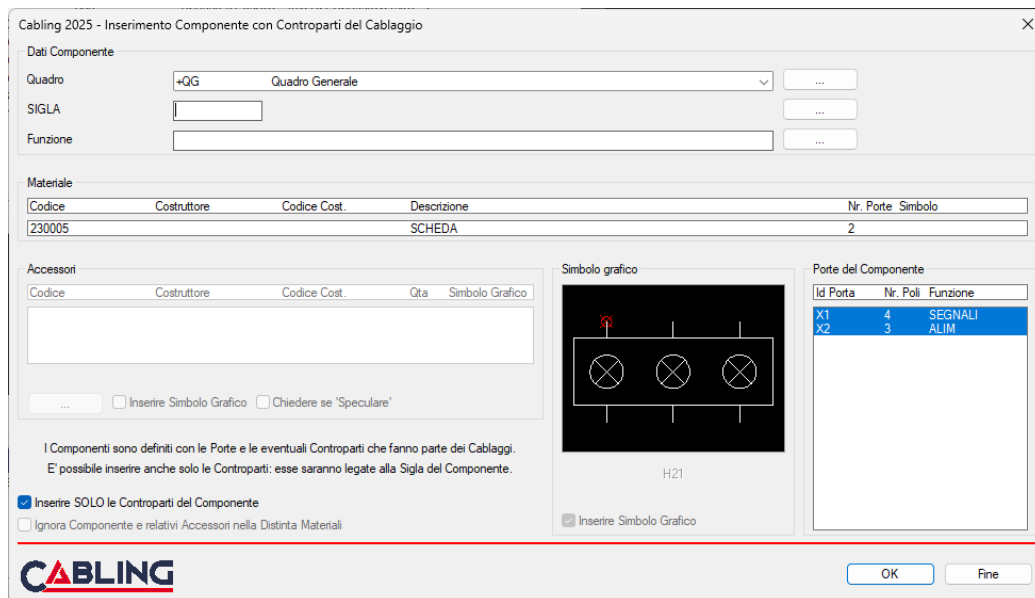 Cabling 2025 - Inserimento Componente con Controparti del Cablaggio
Dati Componente
Quadro
+QG Quadro Generale
...
SIGLA
...
Funzione
...
Materiale
Codice Costruttore Codice Cost. Descrizione Nr. Porte Simbolo
230005 SCHEDA 2
Accessori
Codice Costruttore Codice Cost. Qta Simbolo Grafico
...
Inserire Simbolo Grafico
Chiedere se 'Speculare'
Simbolo grafico
H21
Inserire Simbolo Grafico
Porte del Componente
Id Porta Nr. Poli Funzione
X1 4 SEGNALI
X2 3 ALIM
I Componenti sono definiti con le Porte e le eventuali Controparti che fanno parte dei Cablaggi.
E' possibile inserire anche solo le Controparti: esse saranno legate alla Sigla del Componente.
Inserire SOLO le Controparti del Componente
Ignora Componente e relativi Accessori nella Distinta Materiali
CABLING
OK
Fine